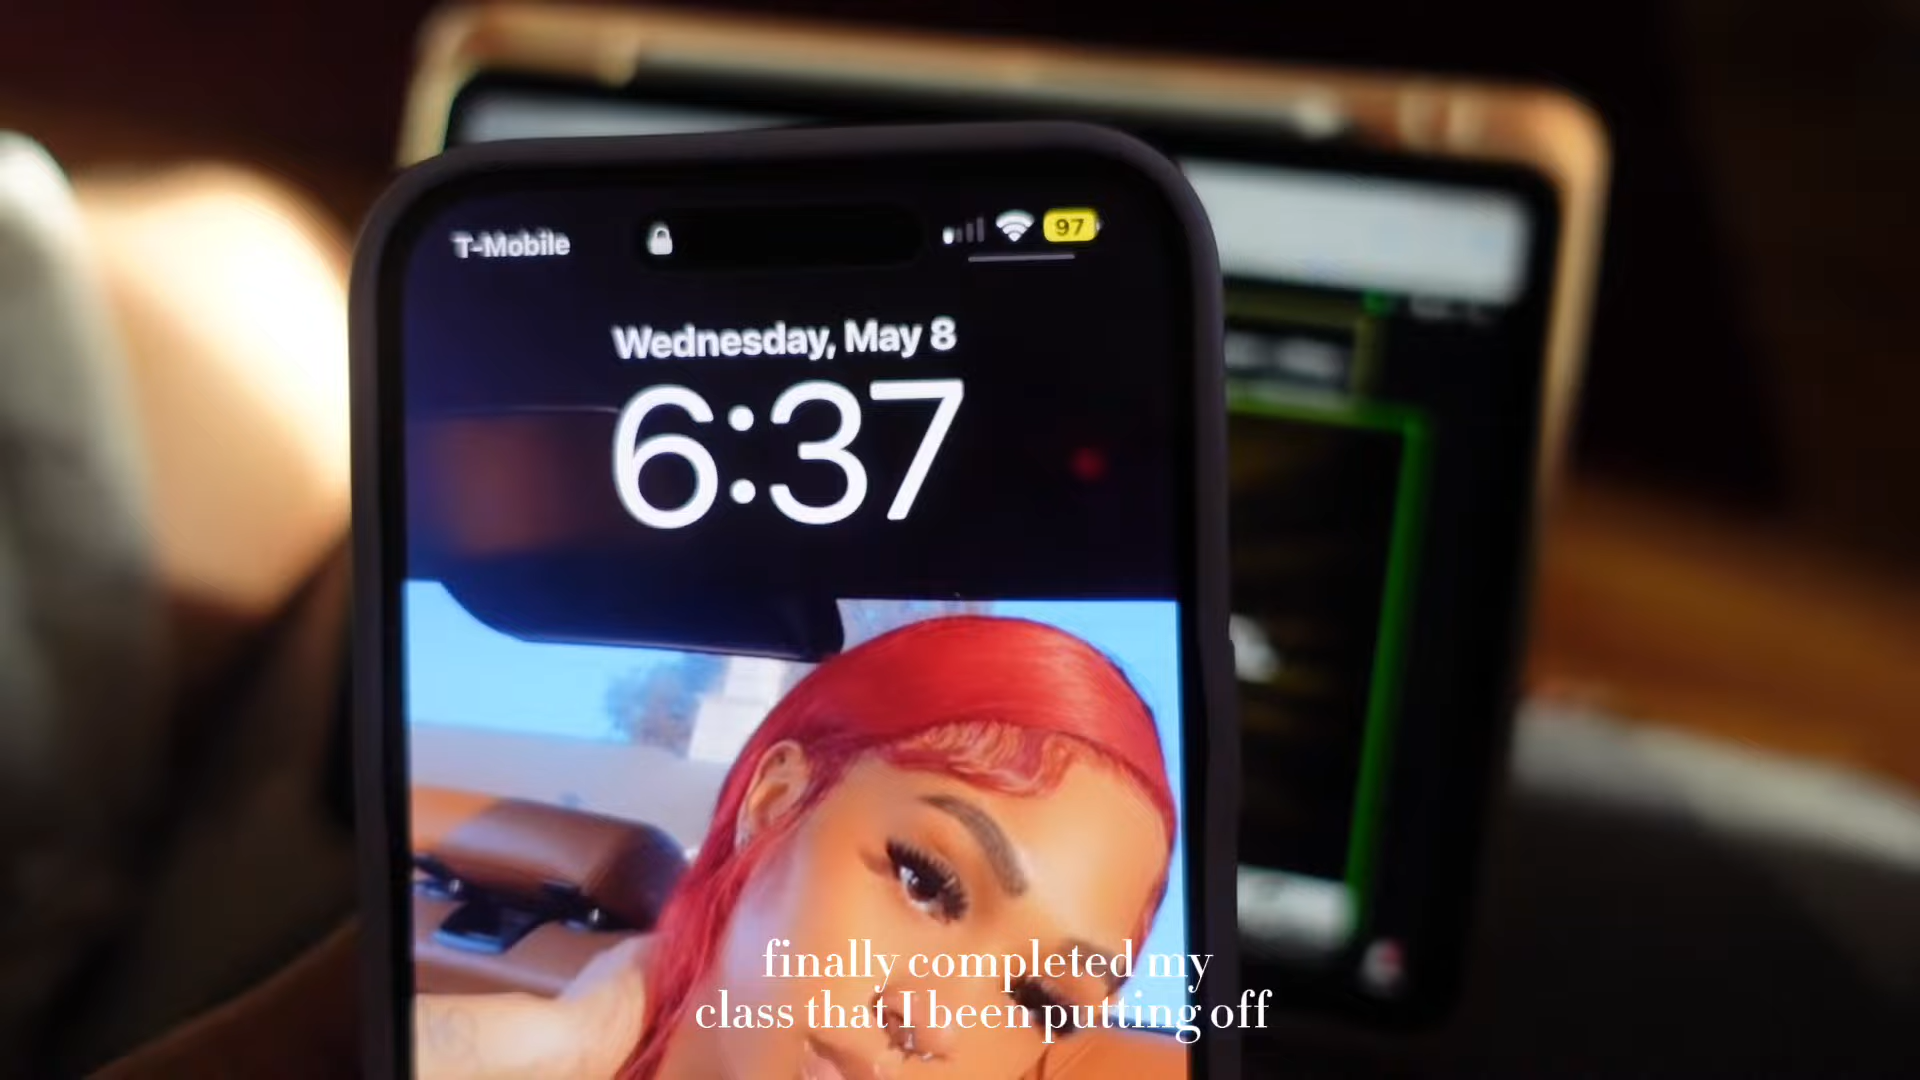 T-Mobile
97
Wednesday, May 8
6:37
finally completed my
class that I been putting off